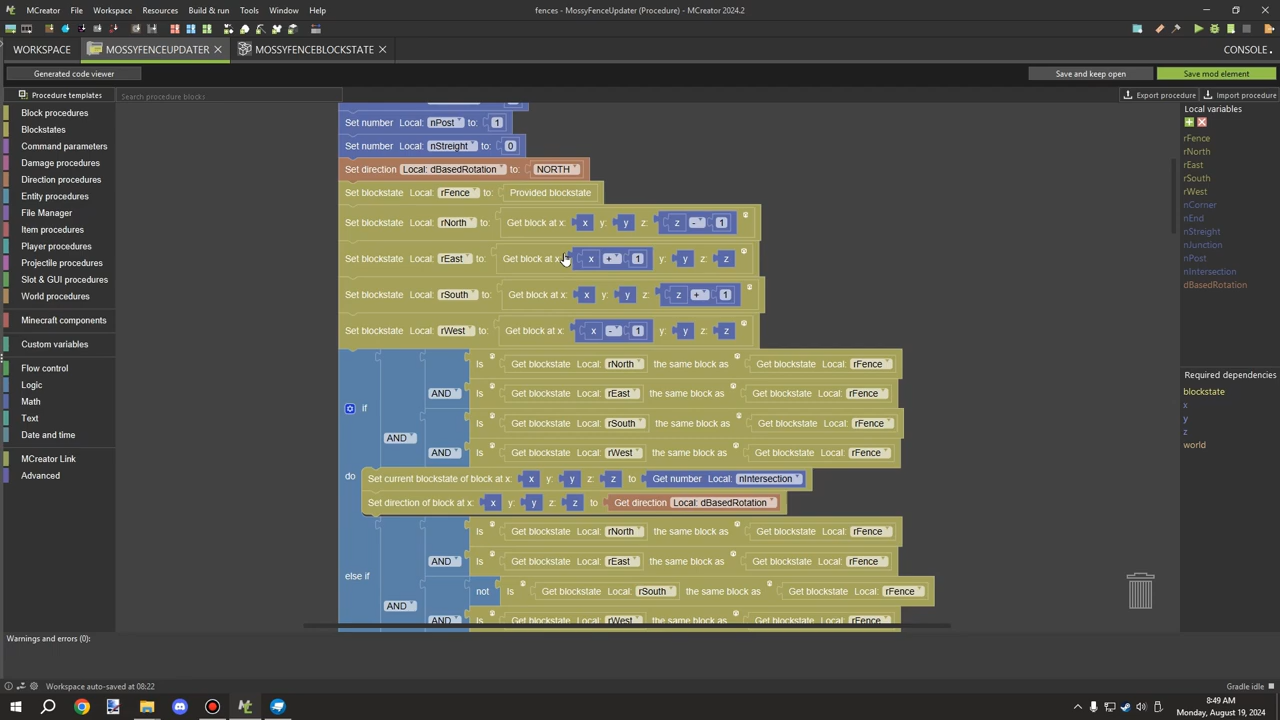 MCreator File Workspace Resources Build & run Tools Window Help fences - MossyFenceUpdater (Procedure) - MCreator 2024.2
WORKSPACE MOSSYFENCEUPDATER MOSSYFENCEBLOCKSTATE CONSOLE
Generated code viewer Save and keep open Save mod element
Procedure templates Search procedure blocks Export procedure Import procedure
Block procedures
Blockstates
Command parameters
Damage procedures
Direction procedures
Entity procedures
File Manager
Item procedures
Player procedures
Projectile procedures
Slot & GUI procedures
World procedures
Minecraft components
Custom variables
Flow control
Logic
Math
Text
Date and time
MCreator Link
Advanced
Set number Local: nPost to: 1
Set number Local: nStreight to: 0
Set direction Local: dBasedRotation to: NORTH
Set blockstate Local: rFence to: Provided blockstate
Set blockstate Local: rNorth to: Get block at x: x y: y z: z - 1
Set blockstate Local: rEast to: Get block at x: x + 1 y: y z: z
Set blockstate Local: rSouth to: Get block at x: x y: y z: z + 1
Set blockstate Local: rWest to: Get block at x: x - 1 y: y z: z
Is Get blockstate Local: rNorth the same block as Get blockstate Local: rFence
AND Is Get blockstate Local: rEast the same block as Get blockstate Local: rFence
If
Is Get blockstate Local: rSouth the same block as Get blockstate Local: rFence
AND
AND Is Get blockstate Local: rWest the same block as Get blockstate Local: rFence
do Set current blockstate of block at x: x y: y z: z to Get number Local: nIntersection
Set direction of block at x: x y: y z: z to Get direction Local: dBasedRotation
Is Get blockstate Local: rNorth the same block as Get blockstate Local: rFence
AND Is Get blockstate Local: rEast the same block as Get blockstate Local: rFence
else if
not Is Get blockstate Local: rSouth the same block as Get blockstate Local: rFence
AND
AND Is Get blockstate Local: rWest the same block as Get blockstate Local: rFence
Local variables
rFence
rNorth
rEast
rSouth
rWest
nCorner
nEnd
nStreight
nJunction
nPost
nIntersection
dBasedRotation
Required dependencies
blockstate
x
y
z
world
Warnings and errors (0):
Workspace auto-saved at 08:22 Gradle idle
8:49 AM
Monday, August 19, 2024